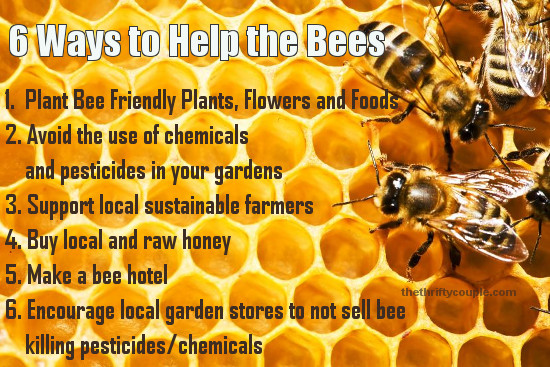 6 Ways to Help the Bees
1. Plant Bee Friendly Plants, Flowers and Foods
2. Avoid the use of chemicals
and pesticides in your gardens
3. Support local sustainable farmers
4. Buy local and raw honey
5. Make a bee hotel
thethriftycouple.com
6. Encourage local garden stores to not sell bee
killing pesticides/chemicals